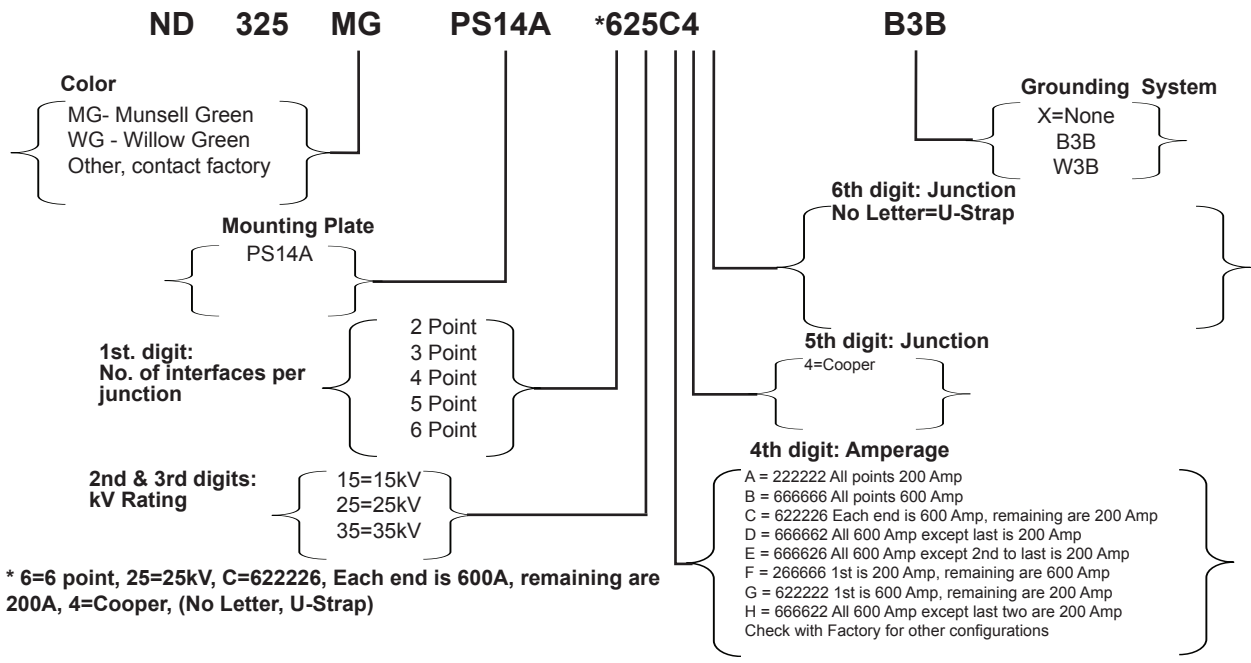 ND 325 MG PS14A *625C4 B3B
Color
MG- Munsell Green
WG - Willow Green
Other, contact factory
Grounding System
X=None
B3B
W3B
Mounting Plate
PS14A
6th digit: Junction
No Letter=U-Strap
1st. digit:
No. of interfaces per
junction
2 Point
3 Point
4 Point
5 Point
6 Point
5th digit: Junction
4=Cooper
2nd & 3rd digits:
kV Rating
15=15kV
25=25kV
35=35kV
4th digit: Amperage
A = 222222 All points 200 Amp
B = 666666 All points 600 Amp
C = 622226 Each end is 600 Amp, remaining are 200 Amp
D = 666662 All 600 Amp except last is 200 Amp
E = 666626 All 600 Amp except 2nd to last is 200 Amp
F = 266666 1st is 200 Amp, remaining are 600 Amp
G = 622222 1st is 600 Amp, remaining are 200 Amp
H = 666622 All 600 Amp except last two are 200 Amp
Check with Factory for other configurations
* 6=6 point, 25=25kV, C=622226, Each end is 600A, remaining are
200A, 4=Cooper, (No Letter, U-Strap)